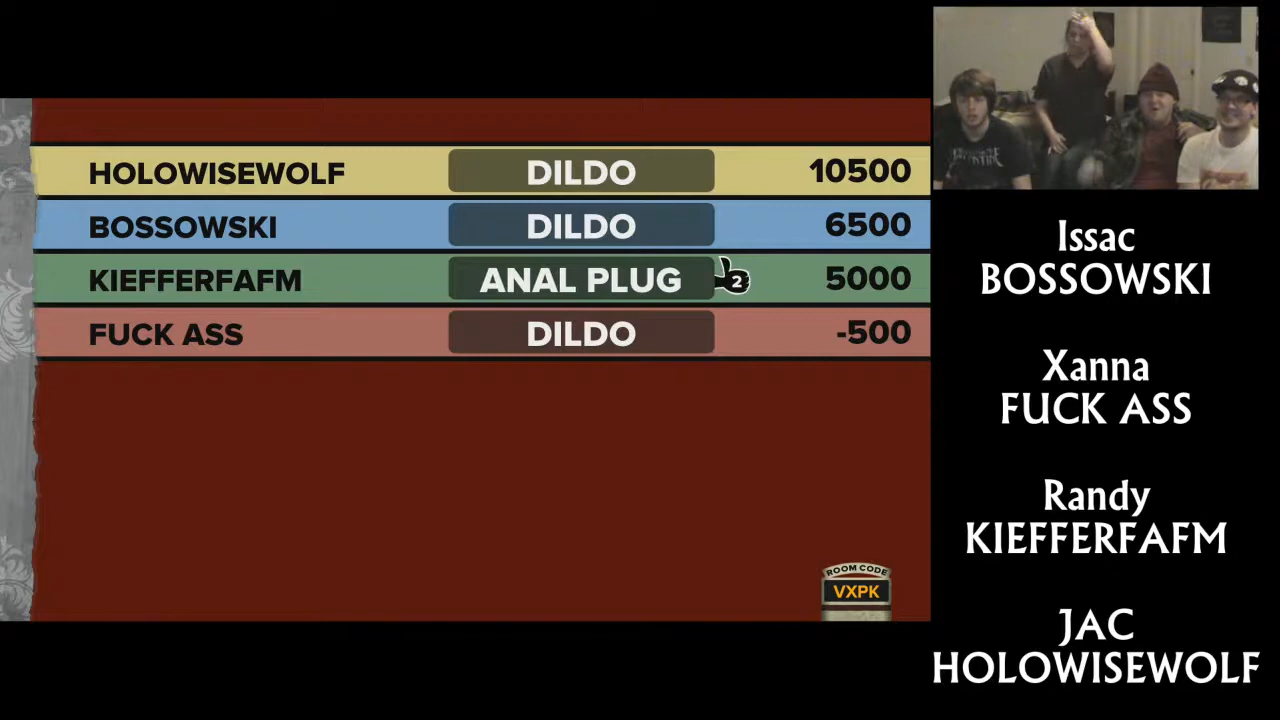 HOLOWISEWOLF DILDO 10500
BOSSOWSKI DILDO 6500
KIEFFERFAFM ANAL PLUG 2 5000
FUCK ASS DILDO -500
ROOM CODE
VXPK
Issac
BOSSOWSKI
Xanna
FUCK ASS
Randy
KIEFFERFAFM
JAC
HOLOWISEWOLF